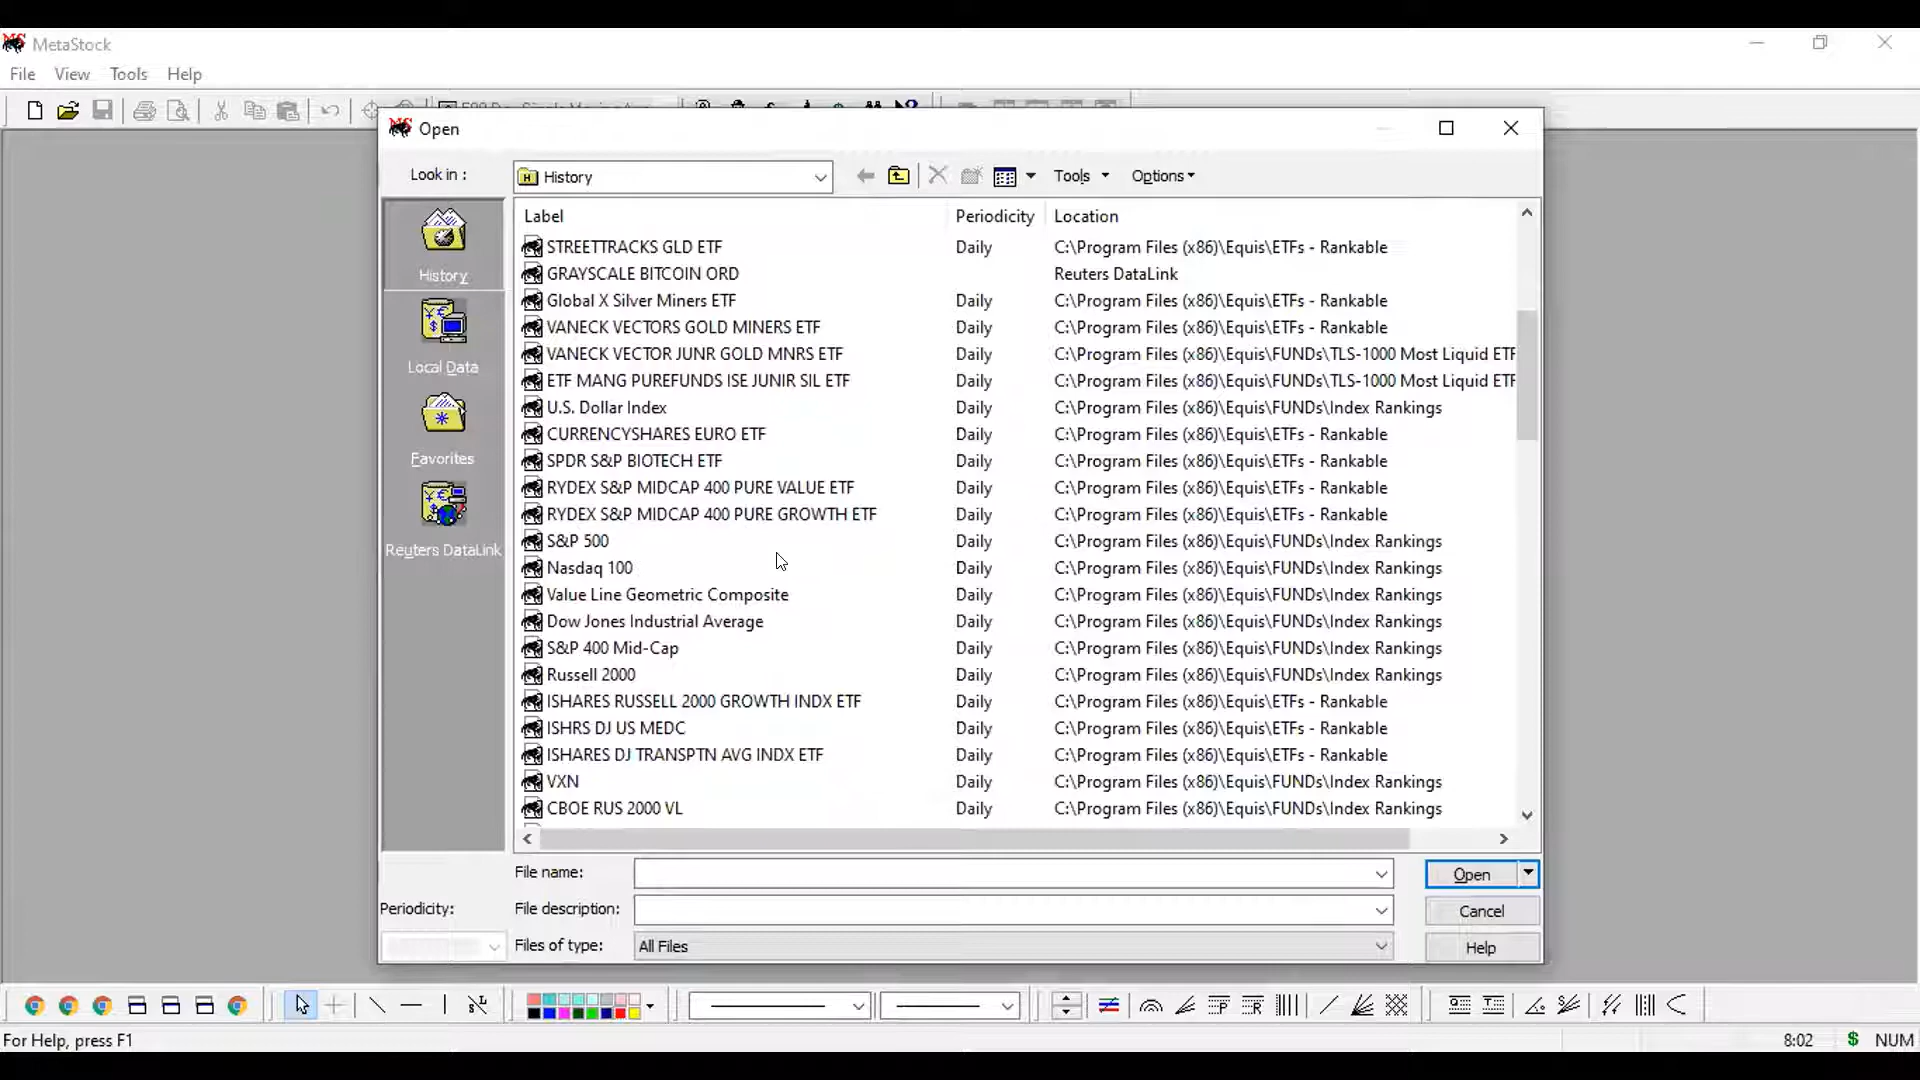 MetaStock
File View Tools Help
Open
Look in :
History
Tools
Options
History
Local Data
Favorites
Reuters DataLink
Label Periodicity Location
STREETTRACKS GLD ETF Daily C:\Program Files (x86)\Equis\ETFs - Rankable
GRAYSCALE BITCOIN ORD Reuters DataLink
Global X Silver Miners ETF Daily C:\Program Files (x86)\Equis\ETFs - Rankable
VANECK VECTORS GOLD MINERS ETF Daily C:\Program Files (x86)\Equis\ETFs - Rankable
VANECK VECTOR JUNR GOLD MNRS ETF Daily C:\Program Files (x86)\Equis\FUNDs\TLS-1000 Most Liquid ETF
ETF MANG PUREFUNDS ISE JUNIR SIL ETF Daily C:\Program Files (x86)\Equis\FUNDs\TLS-1000 Most Liquid ETF
U.S. Dollar Index Daily C:\Program Files (x86)\Equis\FUNDs\Index Rankings
CURRENCYSHARES EURO ETF Daily C:\Program Files (x86)\Equis\ETFs - Rankable
SPDR S&P BIOTECH ETF Daily C:\Program Files (x86)\Equis\ETFs - Rankable
RYDEX S&P MIDCAP 400 PURE VALUE ETF Daily C:\Program Files (x86)\Equis\ETFs - Rankable
RYDEX S&P MIDCAP 400 PURE GROWTH ETF Daily C:\Program Files (x86)\Equis\ETFs - Rankable
S&P 500 Daily C:\Program Files (x86)\Equis\FUNDs\Index Rankings
Nasdaq 100 Daily C:\Program Files (x86)\Equis\FUNDs\Index Rankings
Value Line Geometric Composite Daily C:\Program Files (x86)\Equis\FUNDs\Index Rankings
Dow Jones Industrial Average Daily C:\Program Files (x86)\Equis\FUNDs\Index Rankings
S&P 400 Mid-Cap Daily C:\Program Files (x86)\Equis\FUNDs\Index Rankings
Russell 2000 Daily C:\Program Files (x86)\Equis\FUNDs\Index Rankings
ISHARES RUSSELL 2000 GROWTH INDX ETF Daily C:\Program Files (x86)\Equis\ETFs - Rankable
ISHRS DJ US MEDC Daily C:\Program Files (x86)\Equis\ETFs - Rankable
ISHARES DJ TRANSPTN AVG INDX ETF Daily C:\Program Files (x86)\Equis\ETFs - Rankable
VXN Daily C:\Program Files (x86)\Equis\FUNDs\Index Rankings
CBOE RUS 2000 VL Daily C:\Program Files (x86)\Equis\FUNDs\Index Rankings
File name:
Open
Periodicity:
File description:
Cancel
Files of type: All Files
Help
For Help, press F1
8:02 $ NUM